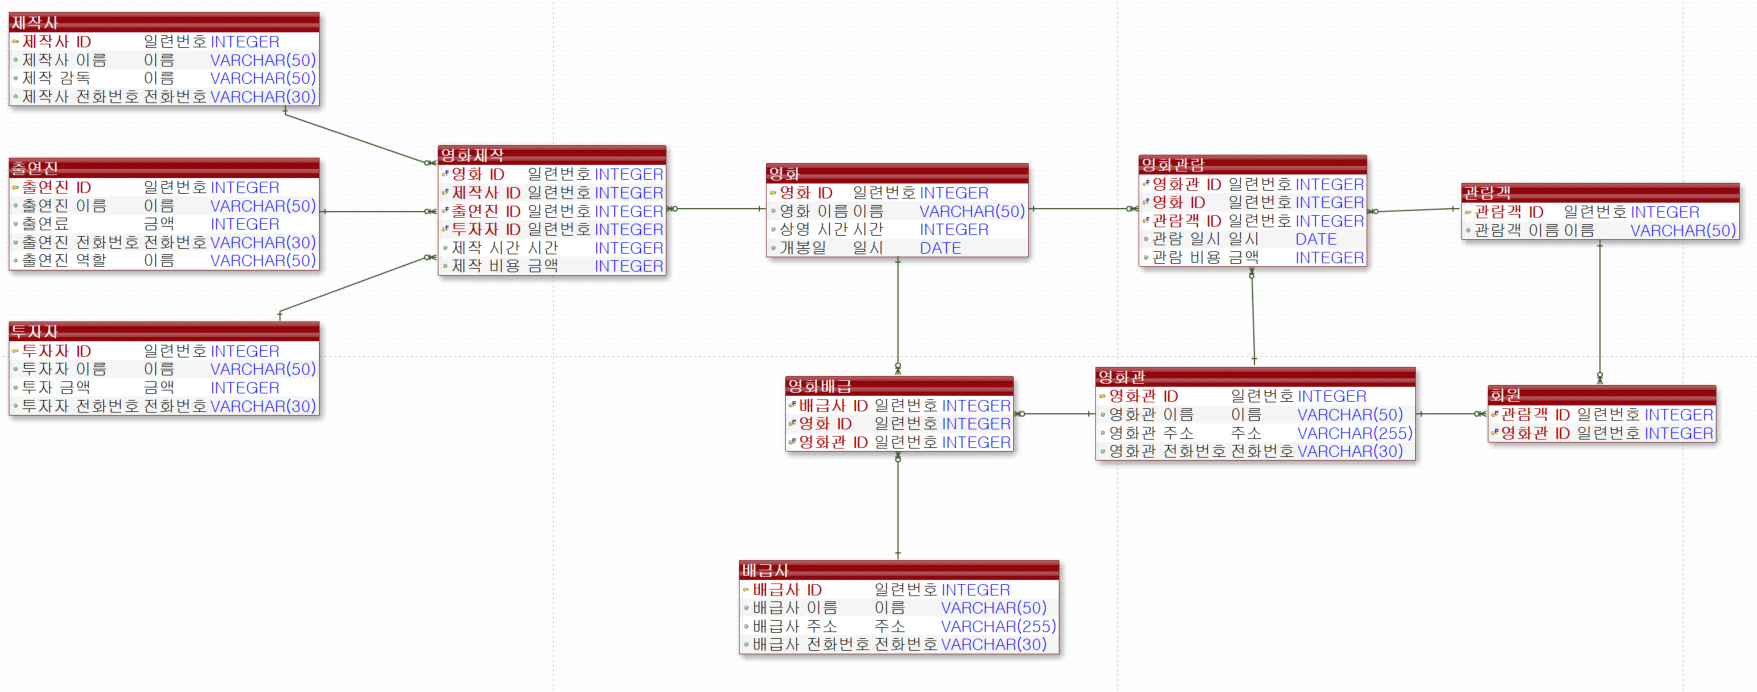 제작사
제작사 ID 일련번호 INTEGER
제작사 이름 이름 VARCHAR(50)
제작 감독 이름 VARCHAR(50)
제작사 전화번호 전화번호 VARCHAR(30)
출연진
출연진 ID 일련번호 INTEGER
출연진 이름 이름 VARCHAR(50)
출연료 금액 INTEGER
출연진 전화번호 전화번호 VARCHAR(30)
출연진 역할 이름 VARCHAR(50)
투자자
투자자 ID 일련번호 INTEGER
투자자 이름 이름 VARCHAR(50)
투자 금액 금액 INTEGER
투자자 전화번호 전화번호 VARCHAR(30)
영화제작
영화 ID 일련번호 INTEGER
제작사 ID 일련번호 INTEGER
출연진 ID 일련번호 INTEGER
투자자 ID 일련번호 INTEGER
제작 시간 시간 INTEGER
제작 비용 금액 INTEGER
영화
영화 ID 일련번호 INTEGER
영화 이름 이름 VARCHAR(50)
상영 시간 시간 INTEGER
개봉일 일시 DATE
영화관람
영화관 ID 일련번호 INTEGER
영화 ID 일련번호 INTEGER
관람객 ID 일련번호 INTEGER
관람 일시 일시 DATE
관람 비용 금액 INTEGER
관람객
관람객 ID 일련번호 INTEGER
관람객 이름 이름 VARCHAR(50)
영화배급
배급사 ID 일련번호 INTEGER
영화 ID 일련번호 INTEGER
영화관 ID 일련번호 INTEGER
영화관
영화관 ID 일련번호 INTEGER
영화관 이름 이름 VARCHAR(50)
영화관 주소 주소 VARCHAR(255)
영화관 전화번호 전화번호 VARCHAR(30)
회원
관람객 ID 일련번호 INTEGER
영화관 ID 일련번호 INTEGER
배급사
배급사 ID 일련번호 INTEGER
배급사 이름 이름 VARCHAR(50)
배급사 주소 주소 VARCHAR(255)
배급사 전화번호 전화번호 VARCHAR(30)